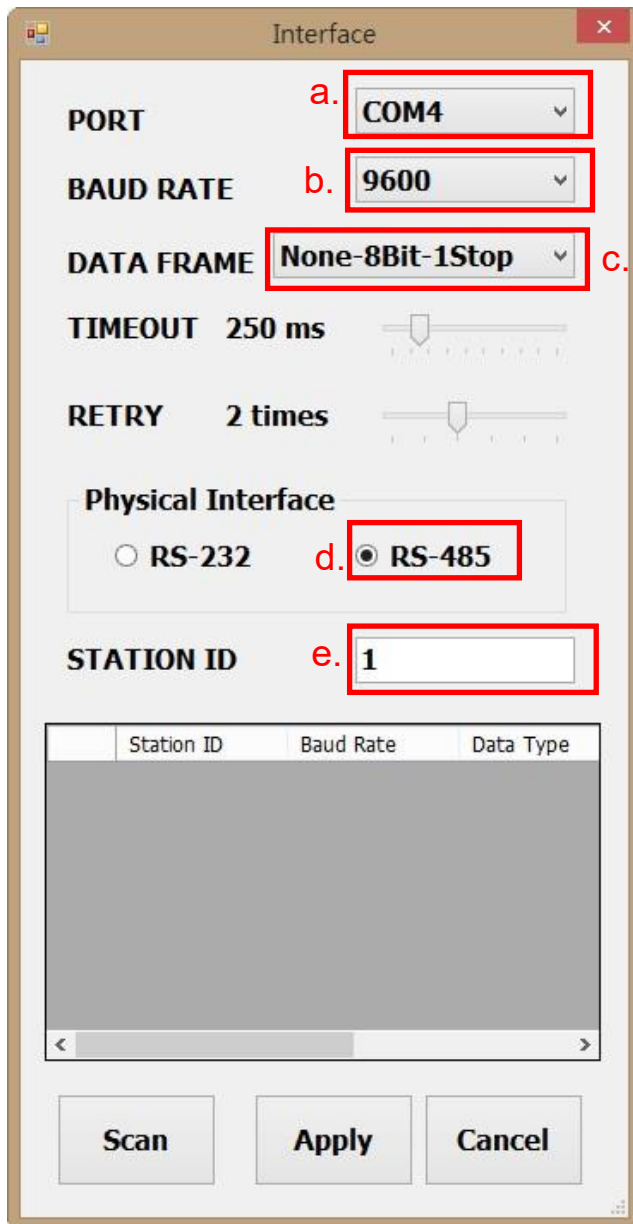 Interface
PORT a. COM4
BAUD RATE b. 9600
DATA FRAME None-8Bit-1Stop c.
TIMEOUT 250 ms
RETRY 2 times
Physical Interface
RS-232 d. RS-485
STATION ID e. 1
Station ID Baud Rate Data Type
Scan Apply Cancel